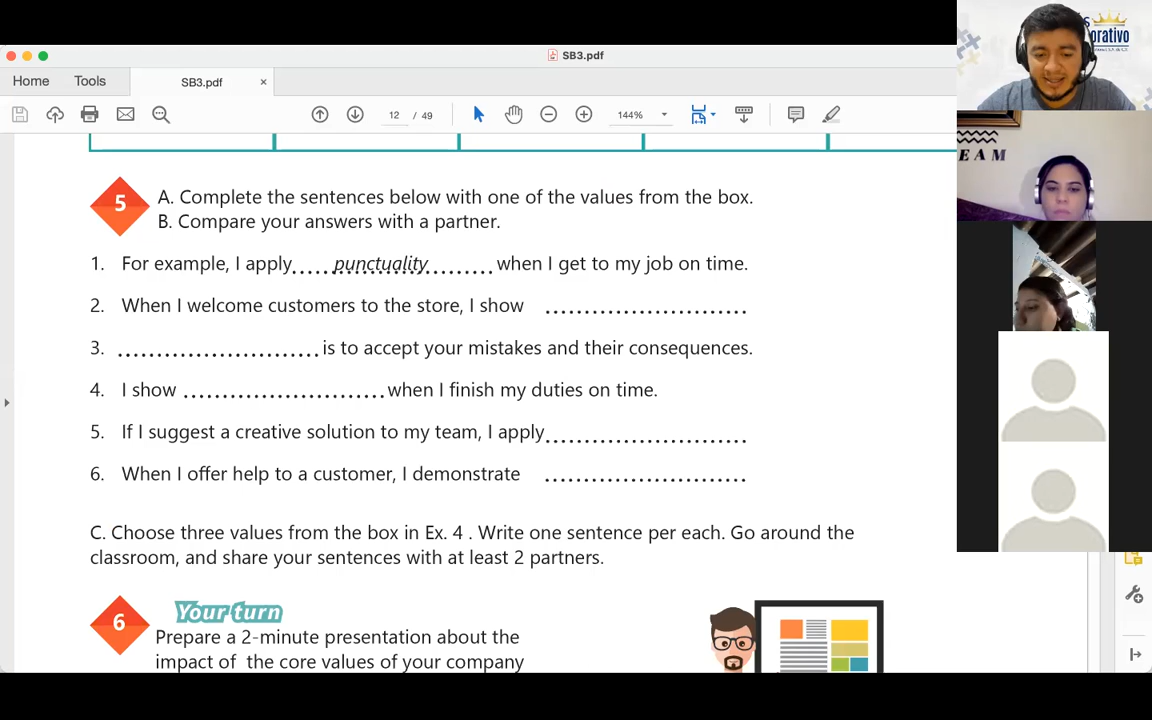 SB3.pdf
Home
Tools
SB3.pdf
×
12 / 49
144%
orativo
EAM
5
A. Complete the sentences below with one of the values from the box.
B. Compare your answers with a partner.
1. For example, I apply.....punctuality.........when I get to my job on time.
2. When I welcome customers to the store, I show ..........................
3. ..........................is to accept your mistakes and their consequences.
4. I show ..........................when I finish my duties on time.
5. If I suggest a creative solution to my team, I apply..........................
6. When I offer help to a customer, I demonstrate ..........................
C. Choose three values from the box in Ex. 4 . Write one sentence per each. Go around the
classroom, and share your sentences with at least 2 partners.
6
Your turn
Prepare a 2-minute presentation about the
impact of the core values of your company